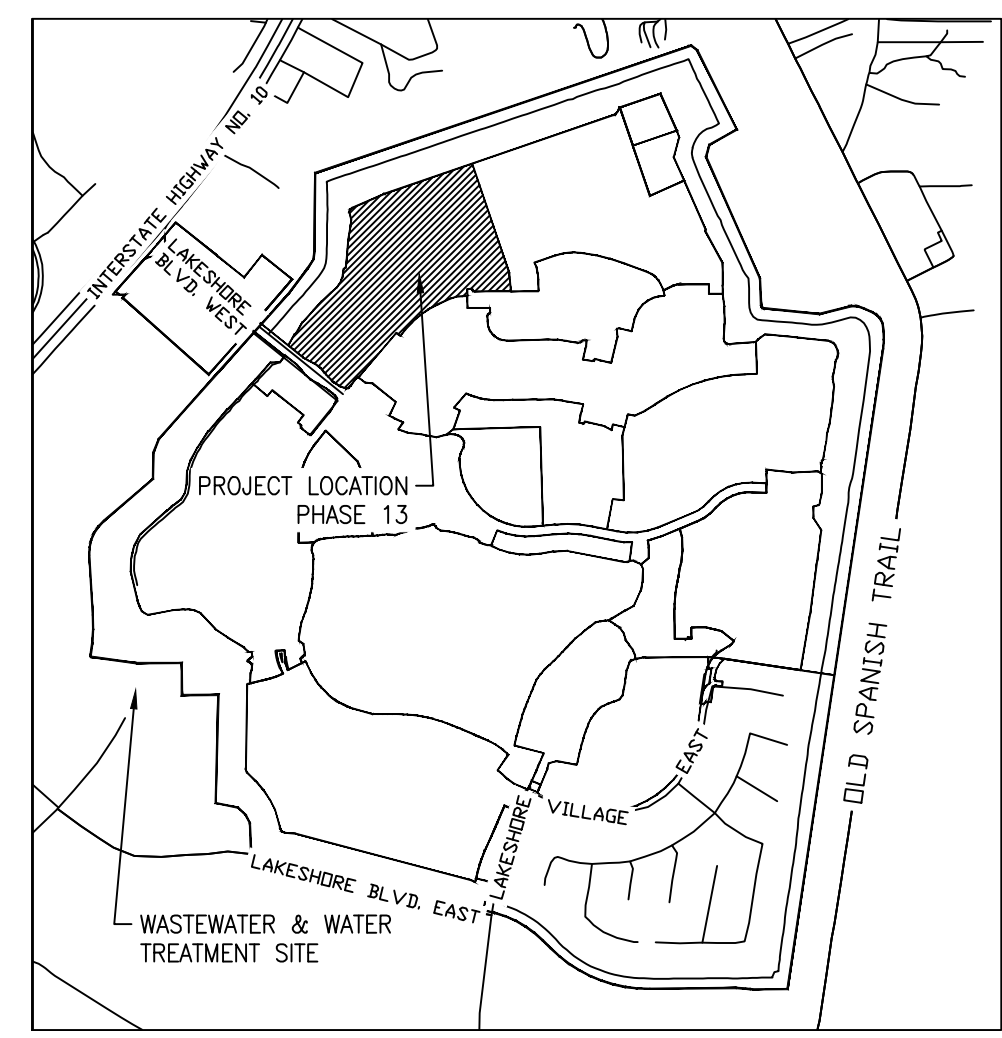 INTERSTATE HIGHWAY NO. 10
LAKESHORE
BLVD. WEST
PROJECT LOCATION
PHASE 13
OLD SPANISH TRAIL
EAST
VILLAGE
LAKESHORE
LAKESHORE BLVD. EAST
WASTEWATER & WATER
TREATMENT SITE